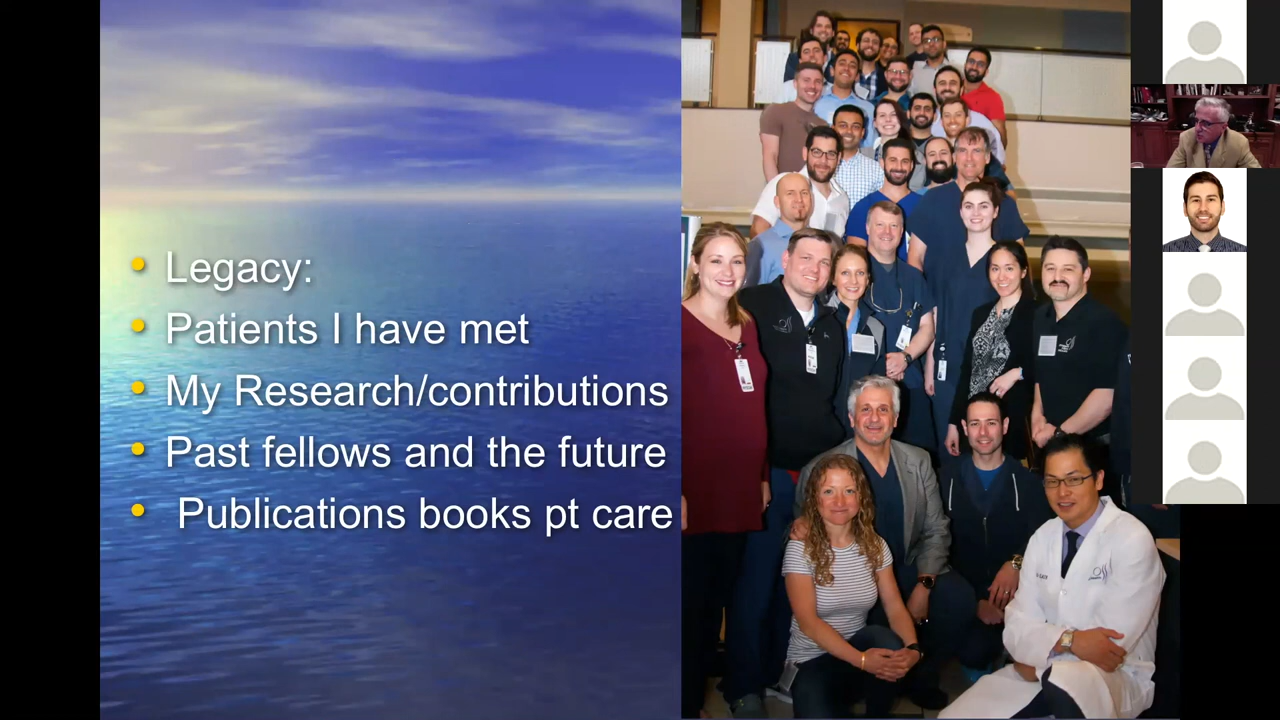 Legacy:
Patients I have met
My Research/contributions
Past fellows and the future
Publications books pt care